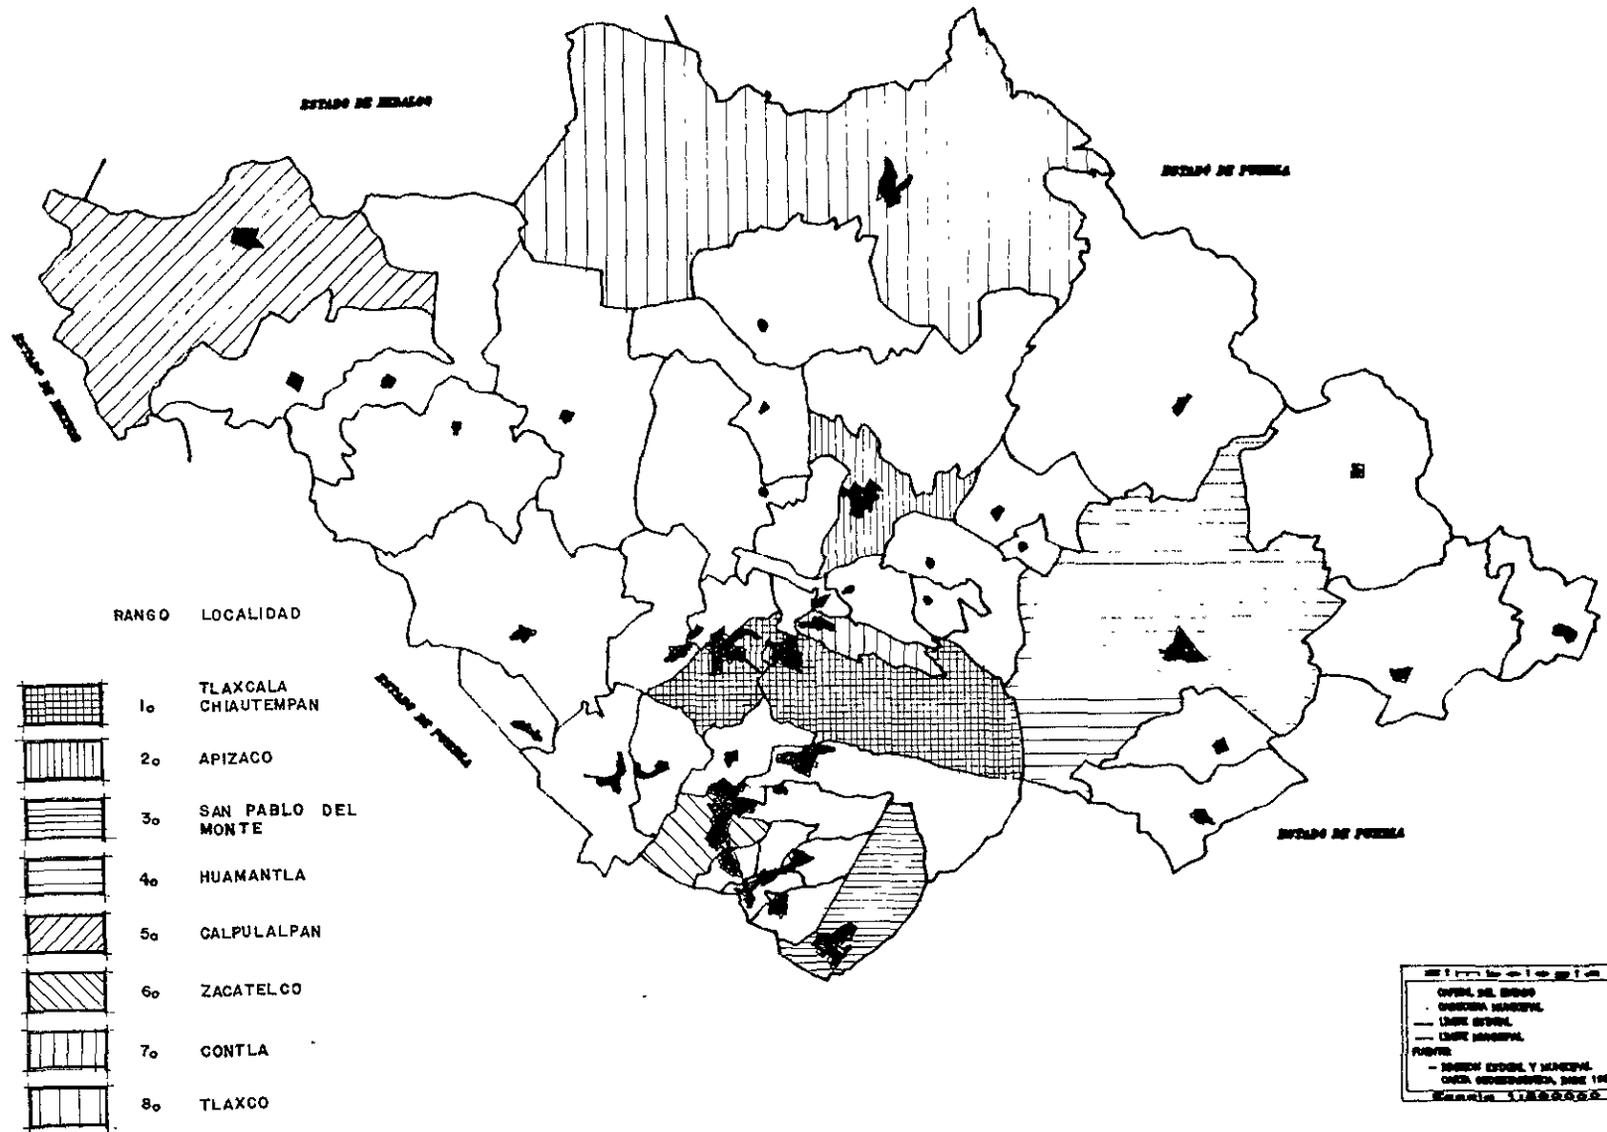 ESTADO DE HIDALGO
ESTADO DE PUEBLA
ESTADO DE MEXICO
RANGO LOCALIDAD
ESTADO DE PUEBLA
1o TLAXCALA
CHIAUTEMPAN
2o APIZACO
3o SAN PABLO DEL
MONTE
ESTADO DE PUEBLA
4o HUAMANTLA
5o CALPULALPAN
6o ZACATELCO
7o CONTLA
8o TLAXCO
CAPITAL DEL ESTADO
CABECERA MUNICIPAL
LIMITE ESTATAL
LIMITE MUNICIPAL
FUENTE